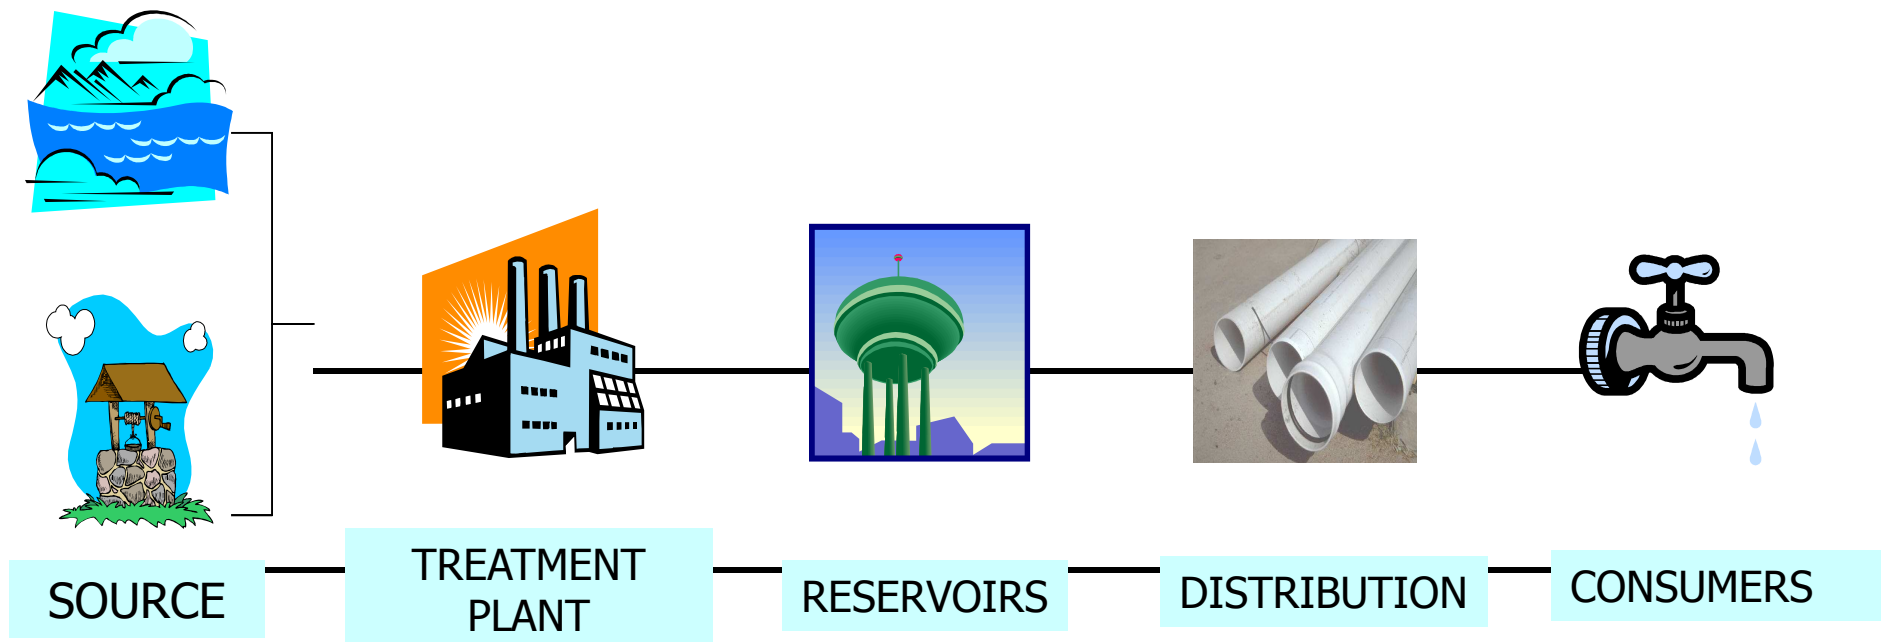 SOURCE
TREATMENT
PLANT
RESERVOIRS
DISTRIBUTION
CONSUMERS